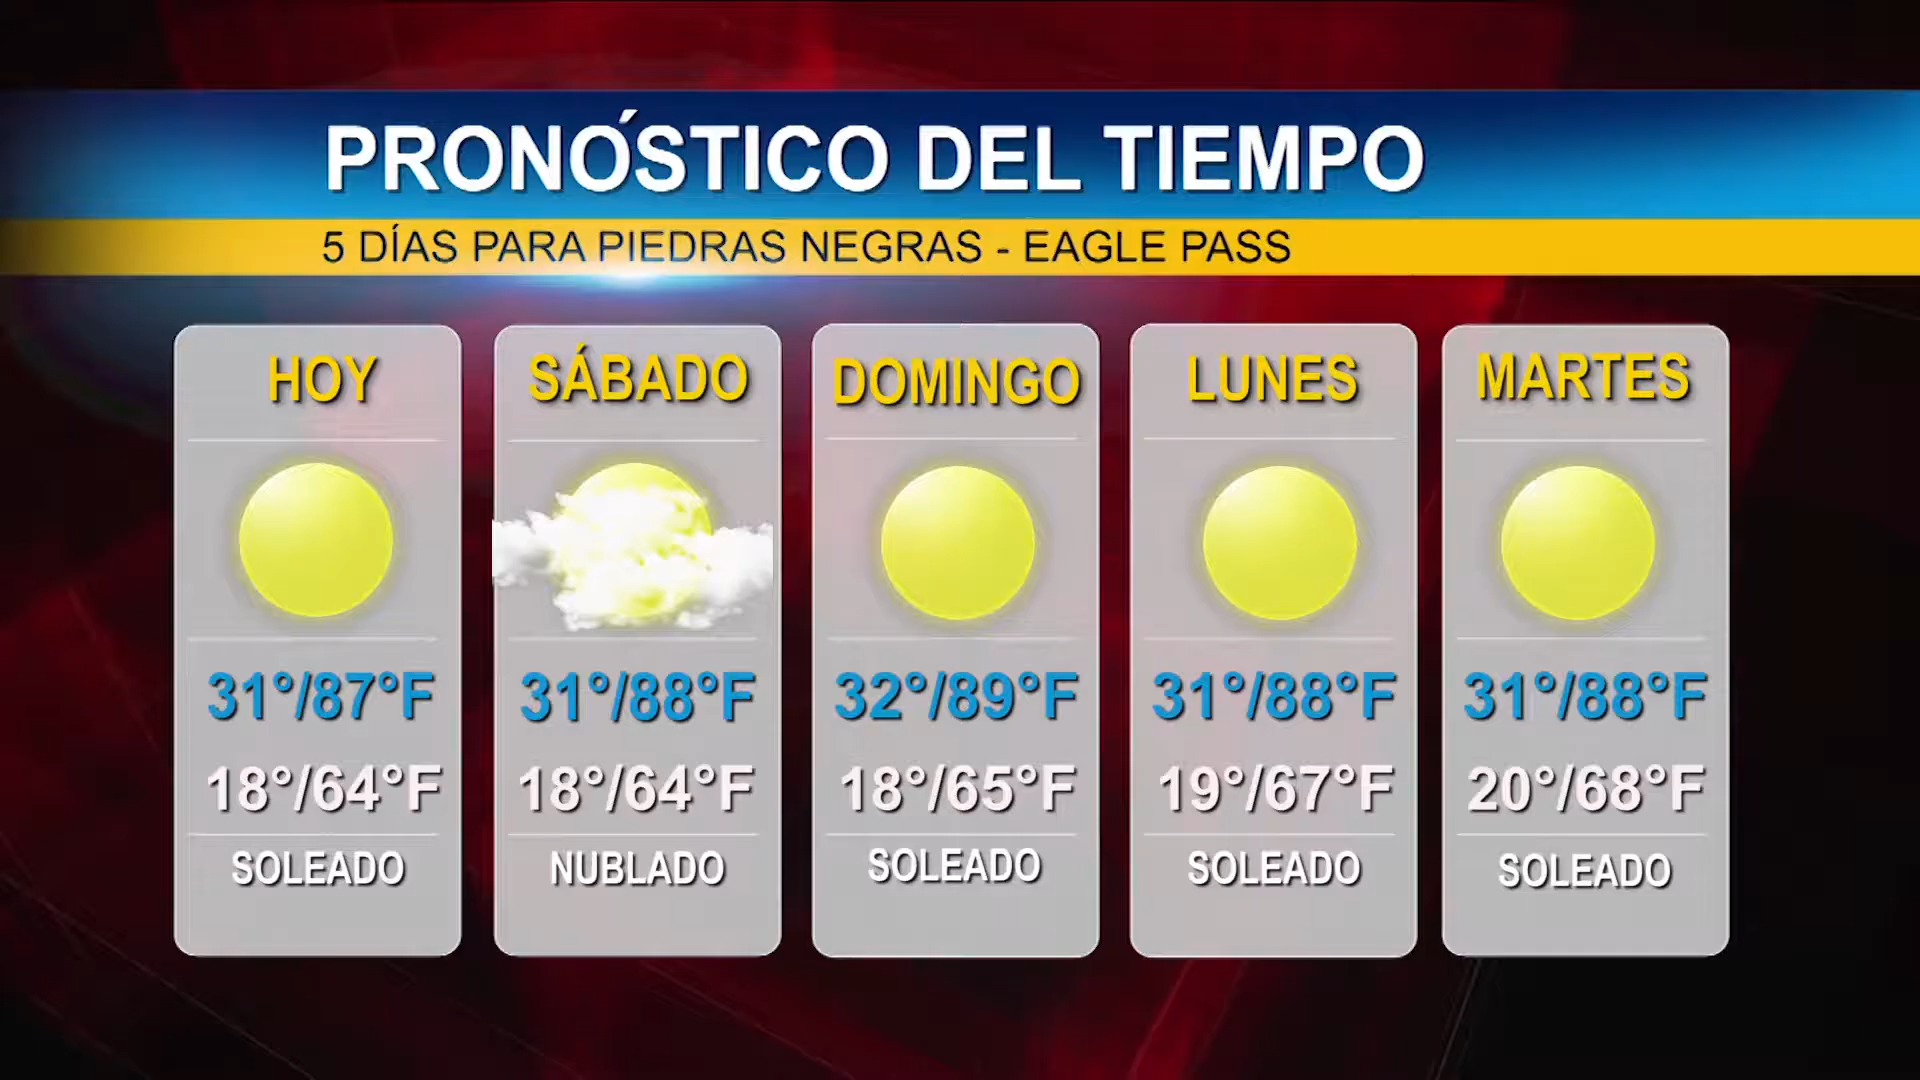 PRONÓSTICO DEL TIEMPO
5 DÍAS PARA PIEDRAS NEGRAS - EAGLE PASS
HOY
31°/87°F
18°/64°F
SOLEADO
SÁBADO
31°/88°F
18°/64°F
NUBLADO
DOMINGO
32°/89°F
18°/65°F
SOLEADO
LUNES
31°/88°F
19°/67°F
SOLEADO
MARTES
31°/88°F
20°/68°F
SOLEADO